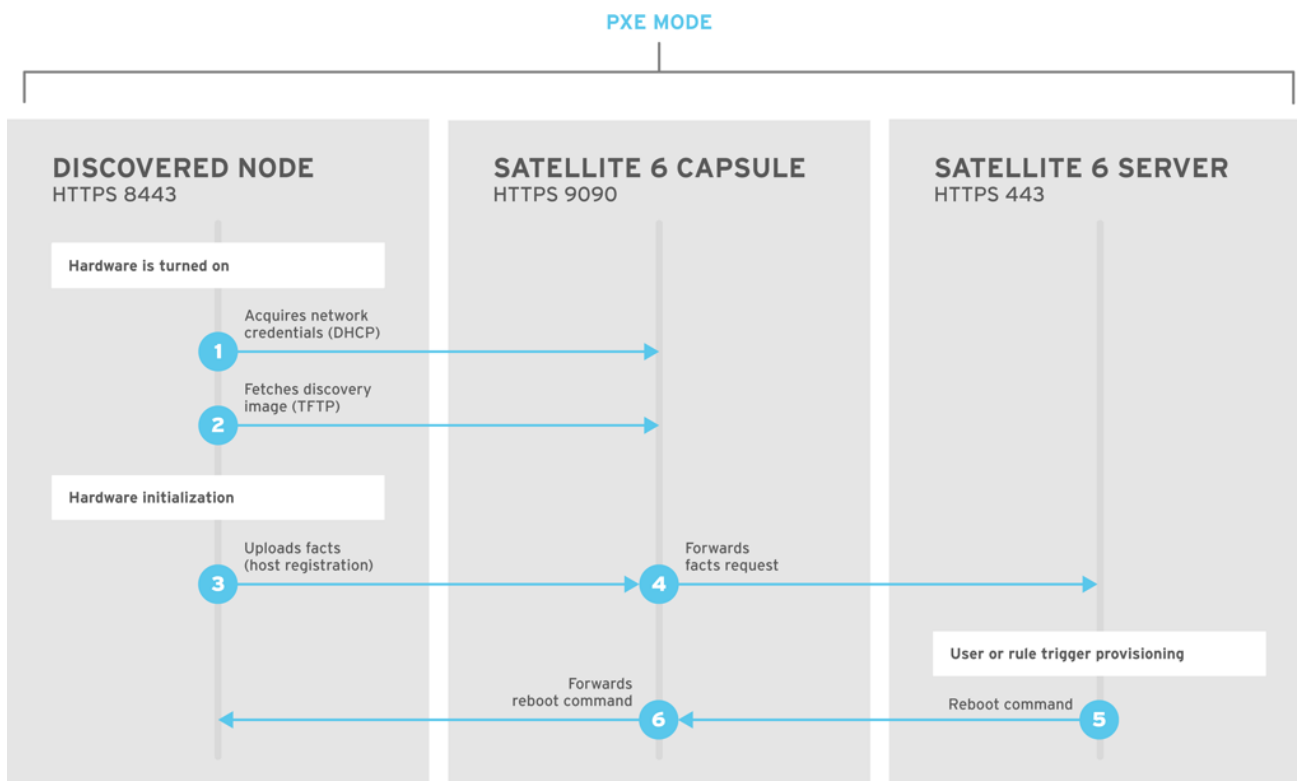 PXE MODE
DISCOVERED NODE
HTTPS 8443
SATELLITE 6 CAPSULE
HTTPS 9090
SATELLITE 6 SERVER
HTTPS 443
Hardware is turned on
Acquires network
credentials (DHCP)
1
Fetches discovery
image (TFTP)
2
Hardware initialization
Uploads facts
(host registration)
3
Forwards
facts request
4
User or rule trigger provisioning
Reboot command
5
Forwards
reboot command
6